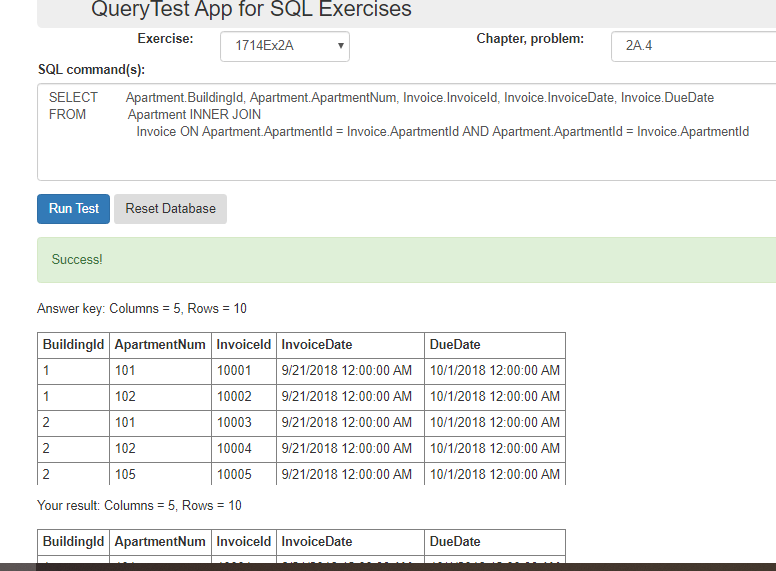 QueryTest App for SQL Exercises
Exercise: 1714Ex2A Chapter, problem: 2A.4
SQL command(s):
SELECT Apartment.BuildingId, Apartment.ApartmentNum, Invoice.InvoiceId, Invoice.InvoiceDate, Invoice.DueDate
FROM Apartment INNER JOIN
Invoice ON Apartment.ApartmentId = Invoice.ApartmentId AND Apartment.ApartmentId = Invoice.ApartmentId
Run Test Reset Database
Success!
Answer key: Columns = 5, Rows = 10
BuildingId ApartmentNum InvoiceId InvoiceDate DueDate
1 101 10001 9/21/2018 12:00:00 AM 10/1/2018 12:00:00 AM
1 102 10002 9/21/2018 12:00:00 AM 10/1/2018 12:00:00 AM
2 101 10003 9/21/2018 12:00:00 AM 10/1/2018 12:00:00 AM
2 102 10004 9/21/2018 12:00:00 AM 10/1/2018 12:00:00 AM
2 105 10005 9/21/2018 12:00:00 AM 10/1/2018 12:00:00 AM
Your result: Columns = 5, Rows = 10
BuildingId ApartmentNum InvoiceId InvoiceDate DueDate